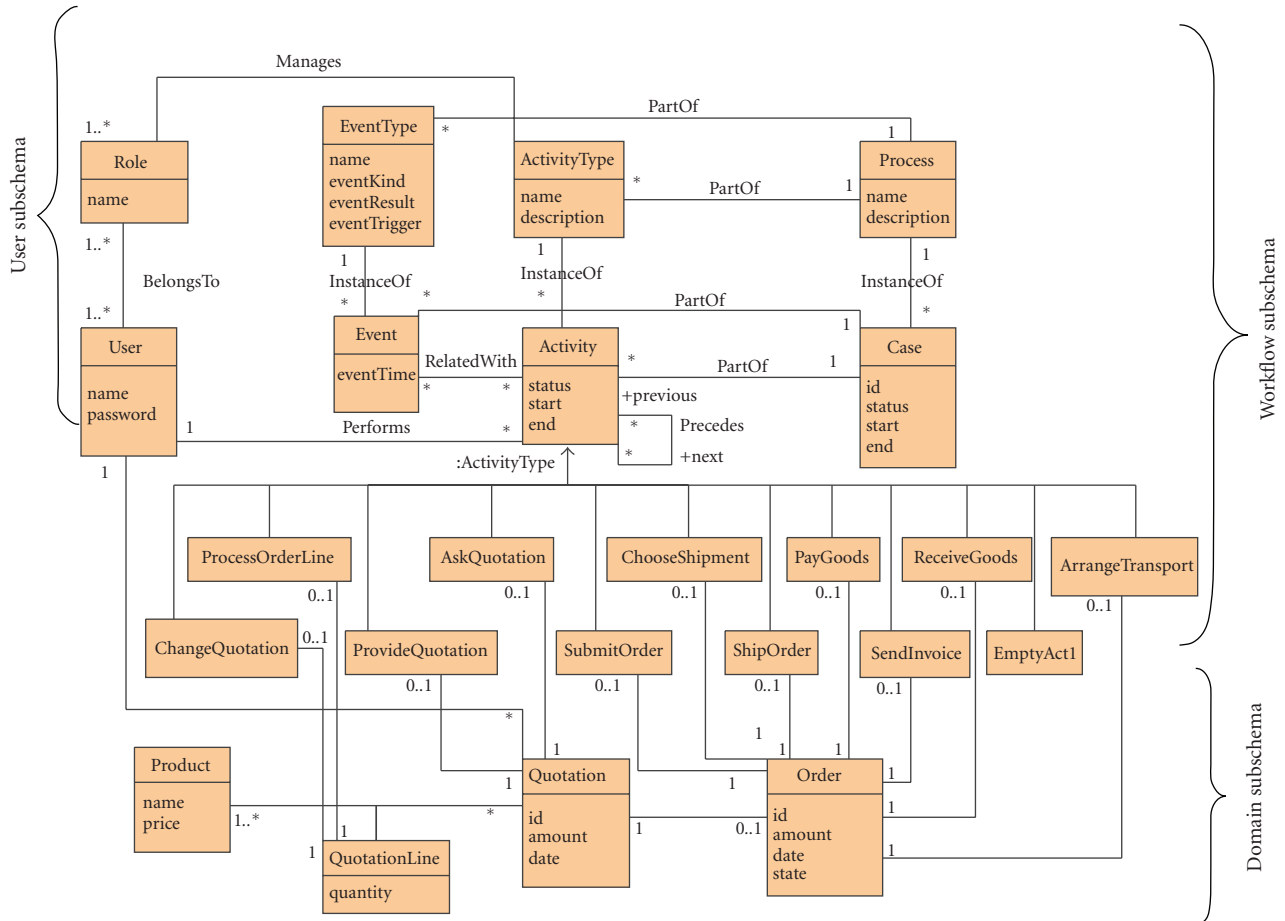 Manages
PartOf
1..*
EventType
name
eventKind
eventResult
eventTrigger
*
1
Role
name
ActivityType
name
description
*
PartOf
1
Process
name
description
1..*
1
1
1
BelongsTo
InstanceOf
InstanceOf
InstanceOf
1..*
*
*
*
PartOf
1
*
User
name
password
Event
eventTime
RelatedWith
*
*
Activity
status
start
end
*
PartOf
1
Case
id
status
start
end
+previous
*
Precedes
*
+next
1
Performs
*
1
:ActivityType
ProcessOrderLine
AskQuotation
ChooseShipment
PayGoods
ReceiveGoods
ArrangeTransport
0..1
0..1
0..1
0..1
0..1
0..1
ChangeQuotation
0..1
ProvideQuotation
SubmitOrder
ShipOrder
SendInvoice
EmptyAct1
0..1
0..1
0..1
0..1
*
1
1
1
1
Product
name
price
1..*
*
1
Quotation
id
amount
date
1
0..1
1
Order
id
amount
date
state
1
1
1
1
1
QuotationLine
quantity
User subschema
Workflow subschema
Domain subschema